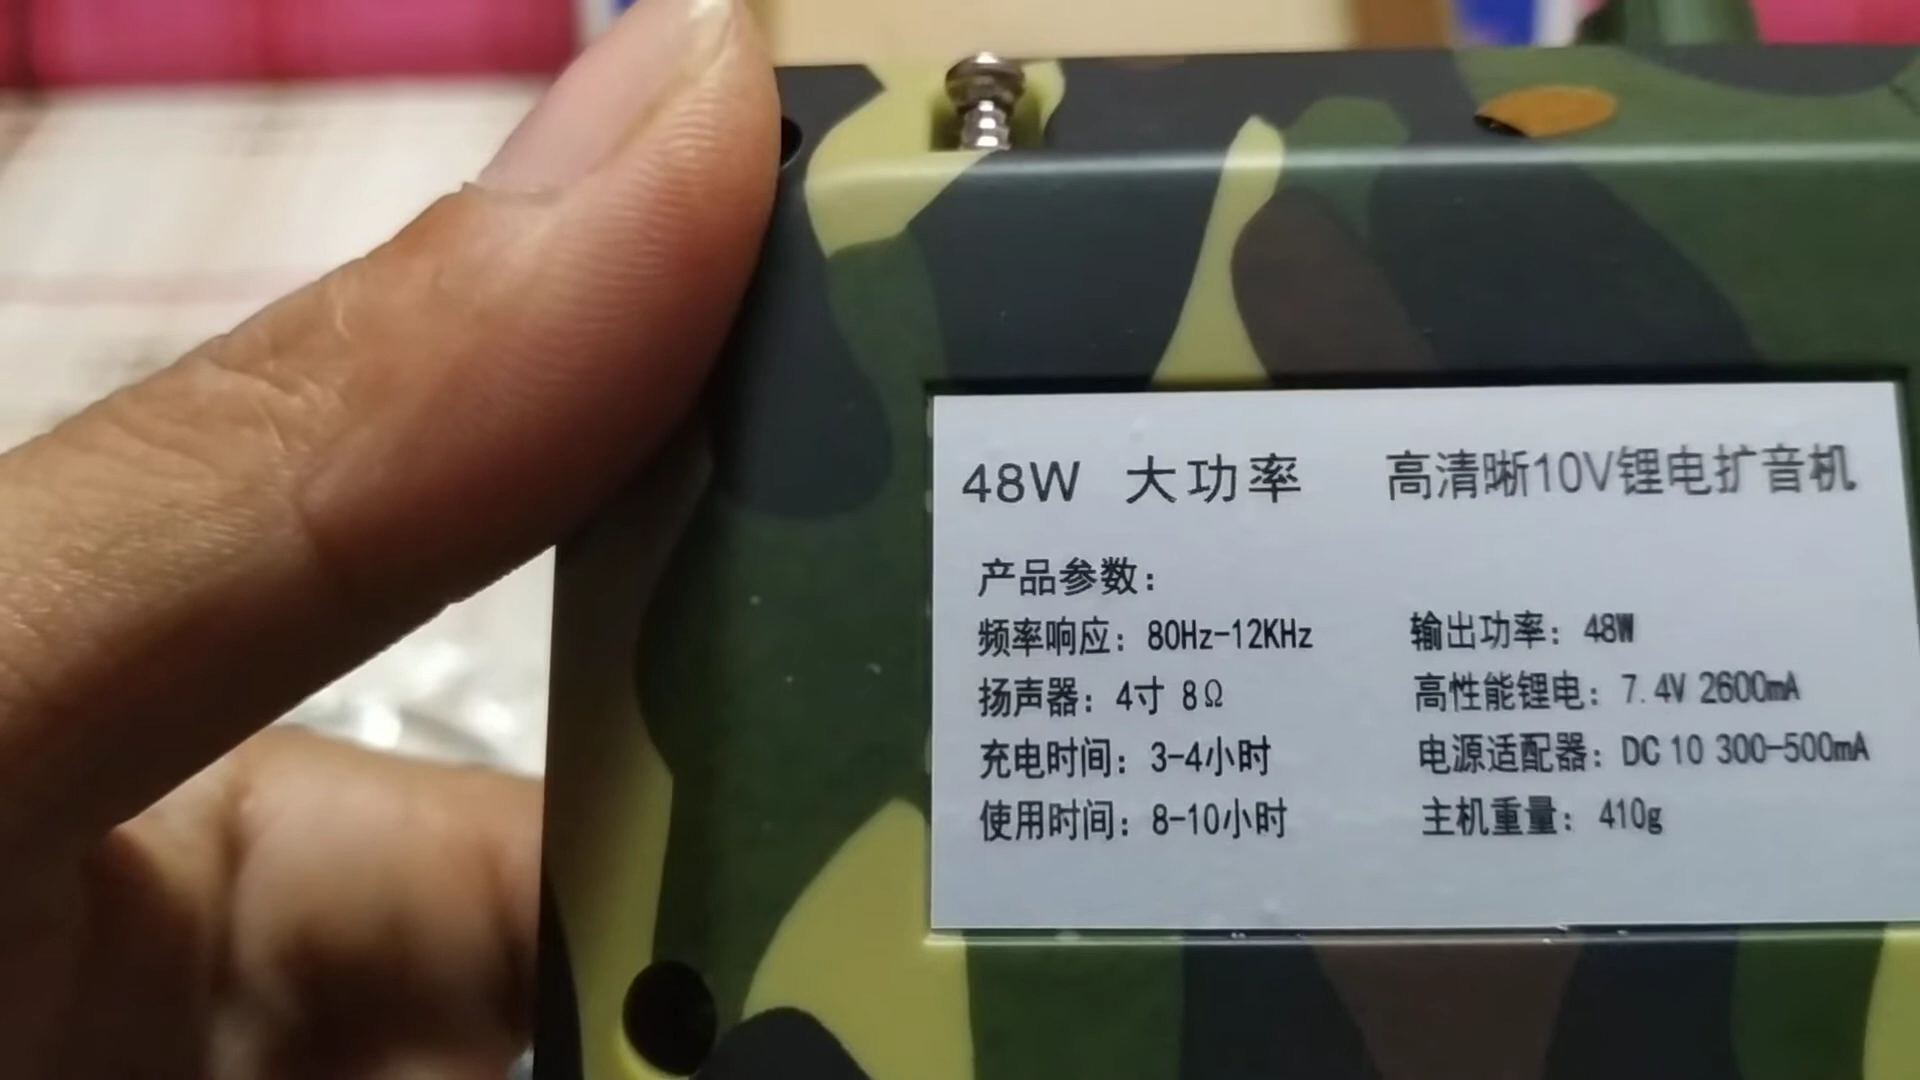 48W 大功率 高清晰10V锂电扩音机
产品参数：
频率响应：80Hz-12KHz 输出功率：48W
扬声器：4寸 8Ω 高性能锂电：7.4V 2600mA
充电时间：3-4小时 电源适配器：DC 10 300-500mA
使用时间：8-10小时 主机重量：410g